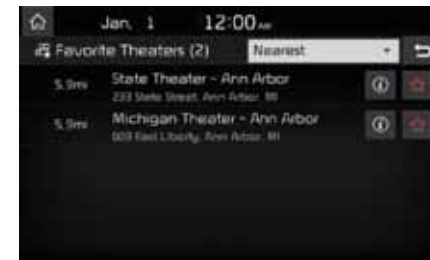 Jan. 1 12:00 AM
Favorite Theaters (2) Nearest
5.9mi State Theater - Ann Arbor
233 State Street, Ann Arbor, MI
5.9mi Michigan Theater - Ann Arbor
603 East Liberty, Ann Arbor, MI